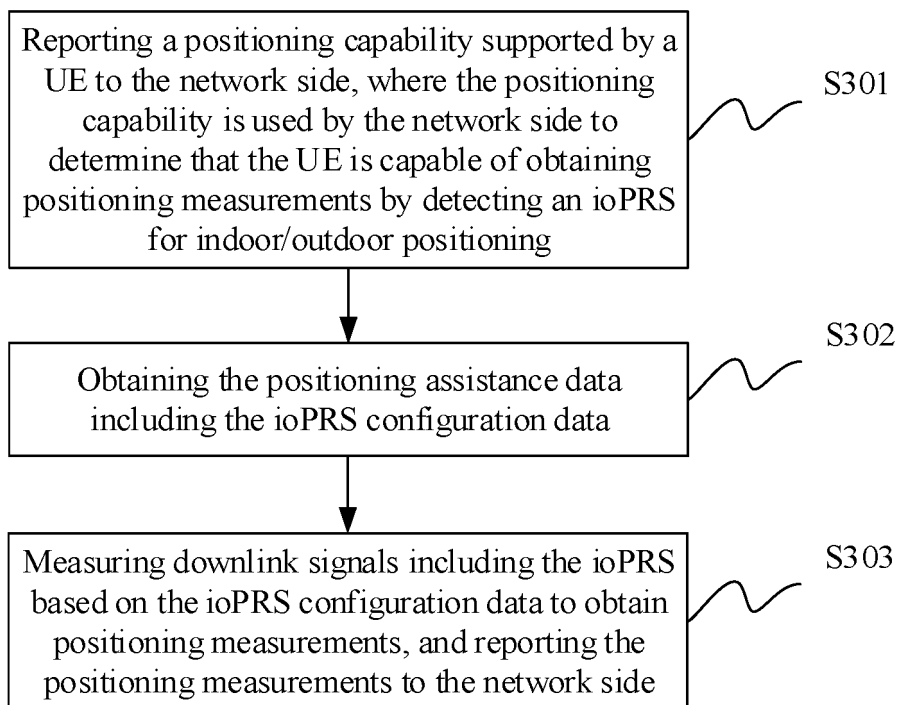 Reporting a positioning capability supported by a
UE to the network side, where the positioning
capability is used by the network side to
determine that the UE is capable of obtaining
positioning measurements by detecting an ioPRS
for indoor/outdoor positioning
S301
Obtaining the positioning assistance data
including the ioPRS configuration data
S302
Measuring downlink signals including the ioPRS
based on the ioPRS configuration data to obtain
positioning measurements, and reporting the
positioning measurements to the network side
S303